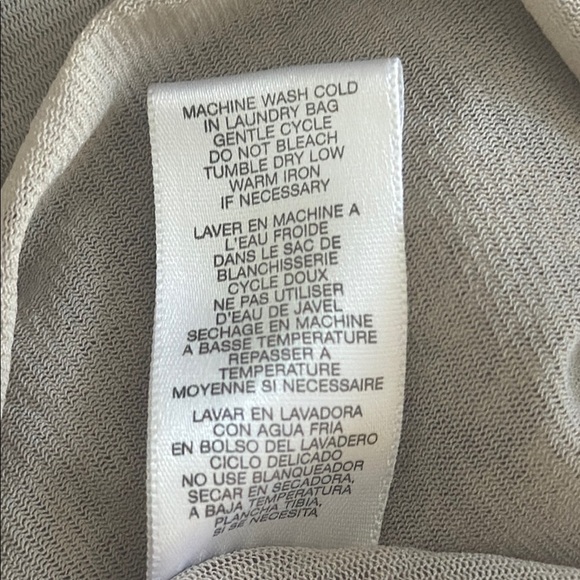 MACHINE WASH COLD
IN LAUNDRY BAG
GENTLE CYCLE
DO NOT BLEACH
TUMBLE DRY LOW
WARM IRON
IF NECESSARY
LAVER EN MACHINE A
L'EAU FROIDE
DANS LE SAC DE
BLANCHISSERIE
CYCLE DOUX
NE PAS UTILISER
D'EAU DE JAVEL
SECHAGE EN MACHINE
A BASSE TEMPERATURE
REPASSER A
TEMPERATURE
MOYENNE SI NECESSAIRE
LAVAR EN LAVADORA
CON AGUA FRIA
EN BOLSO DEL LAVADERO
CICLO DELICADO
NO USE BLANQUEADOR
SECAR EN SECADORA,
A BAJA TEMPERATURA
PLANCHA TIBIA,
SI SE NECESITA,